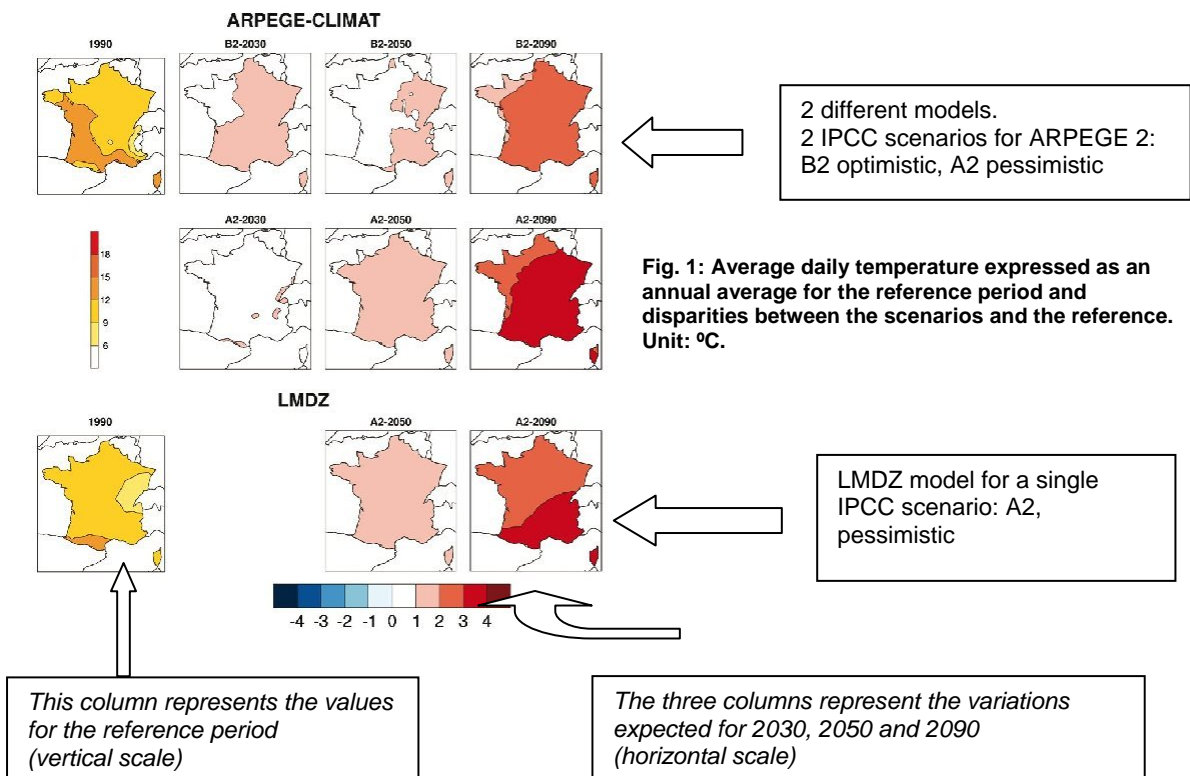 ARPEGE-CLIMAT
1990
B2-2030
B2-2050
B2-2090
2 different models.
2 IPCC scenarios for ARPEGE 2:
B2 optimistic, A2 pessimistic
A2-2030
A2-2050
A2-2090
18
15
12
9
6
Fig. 1: Average daily temperature expressed as an
annual average for the reference period and
disparities between the scenarios and the reference.
Unit: ºC.
LMDZ
1990
A2-2050
A2-2090
LMDZ model for a single
IPCC scenario: A2,
pessimistic
-4 -3 -2 -1 0 1 2 3 4
This column represents the values
for the reference period
(vertical scale)
The three columns represent the variations
expected for 2030, 2050 and 2090
(horizontal scale)